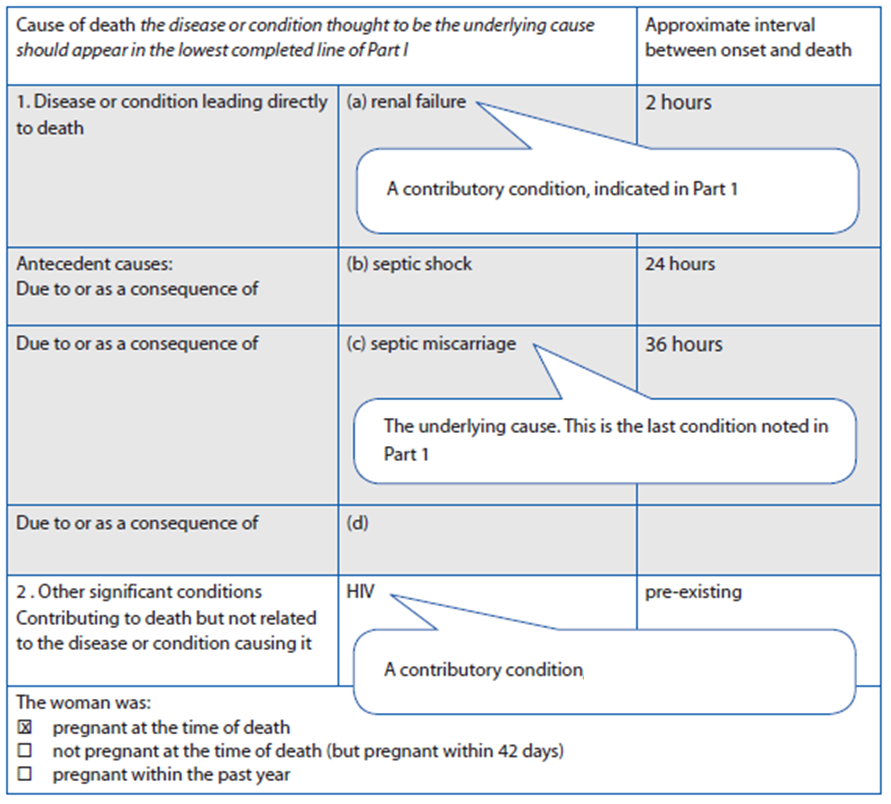 Cause of death the disease or condition thought to be the underlying cause
should appear in the lowest completed line of Part I
Approximate interval
between onset and death
1. Disease or condition leading directly
to death
(a) renal failure
2 hours
A contributory condition, indicated in Part 1
Antecedent causes:
Due to or as a consequence of
(b) septic shock
24 hours
Due to or as a consequence of
(c) septic miscarriage
36 hours
The underlying cause. This is the last condition noted in
Part 1
Due to or as a consequence of
(d)
2 . Other significant conditions
Contributing to death but not related
to the disease or condition causing it
HIV
pre-existing
A contributory condition
The woman was:
☒ pregnant at the time of death
☐ not pregnant at the time of death (but pregnant within 42 days)
☐ pregnant within the past year